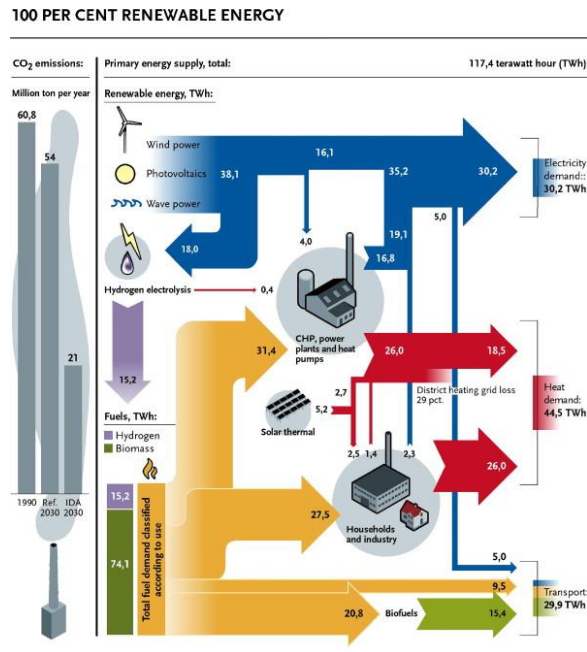 100 PER CENT RENEWABLE ENERGY
CO2 emissions:
Primary energy supply, total:
117,4 terawatt hour (TWh)
Million ton per year
60,8
54
21
1990
Ref. 2030
IDA 2030
Renewable energy, TWh:
Wind power
Photovoltaics
Wave power
38,1
16,1
35,2
30,2
Electricity
demand::
30,2 TWh
5,0
18,0
4,0
19,1
16,8
Hydrogen electrolysis
0,4
CHP, power
plants and heat
pumps
31,4
26,0
18,5
District heating grid loss
29 pct.
Heat
demand:
44,5 TWh
15,2
2,7
5,2
Solar thermal
2,5
1,4
2,3
26,0
Fuels, TWh:
Hydrogen
Biomass
15,2
74,1
Total fuel demand classified
according to use
27,5
Households
and industry
5,0
9,5
Transport:
29,9 TWh
20,8
Biofuels
15,4